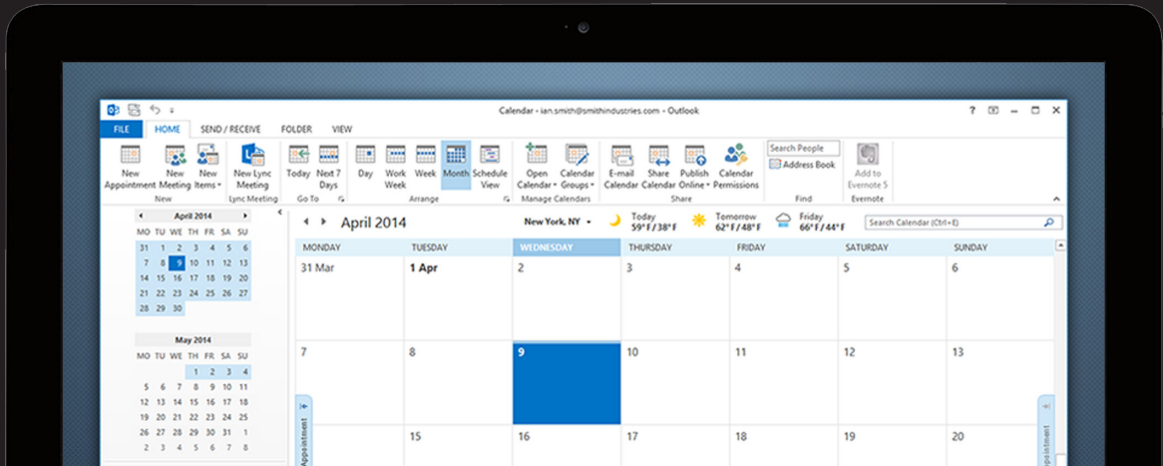 Calendar - ian.smith@smithindustries.com - Outlook
?
FILE HOME SEND / RECEIVE FOLDER VIEW
New Appointment
New Meeting
New Items
New Lync Meeting
Today
Next 7 Days
Day
Work Week
Week
Month
Schedule View
Open Calendar
Calendar Groups
E-mail Calendar
Share Calendar
Publish Online
Calendar Permissions
Search People
Address Book
Add to Evernote 5
New Lync Meeting Go To Arrange Manage Calendars Share Find Evernote
April 2014
MO TU WE TH FR SA SU
31 1 2 3 4 5 6
7 8 9 10 11 12 13
14 15 16 17 18 19 20
21 22 23 24 25 26 27
28 29 30
May 2014
MO TU WE TH FR SA SU
1 2 3 4
5 6 7 8 9 10 11
12 13 14 15 16 17 18
19 20 21 22 23 24 25
26 27 28 29 30 31 1
2 3 4 5 6 7 8
April 2014
New York, NY
Today
59°F/38°F
Tomorrow
62°F/48°F
Friday
66°F/44°F
Search Calendar (Ctrl+E)
MONDAY TUESDAY WEDNESDAY THURSDAY FRIDAY SATURDAY SUNDAY
31 Mar 1 Apr 2 3 4 5 6
7 8 9 10 11 12 13
15 16 17 18 19 20
Appointment